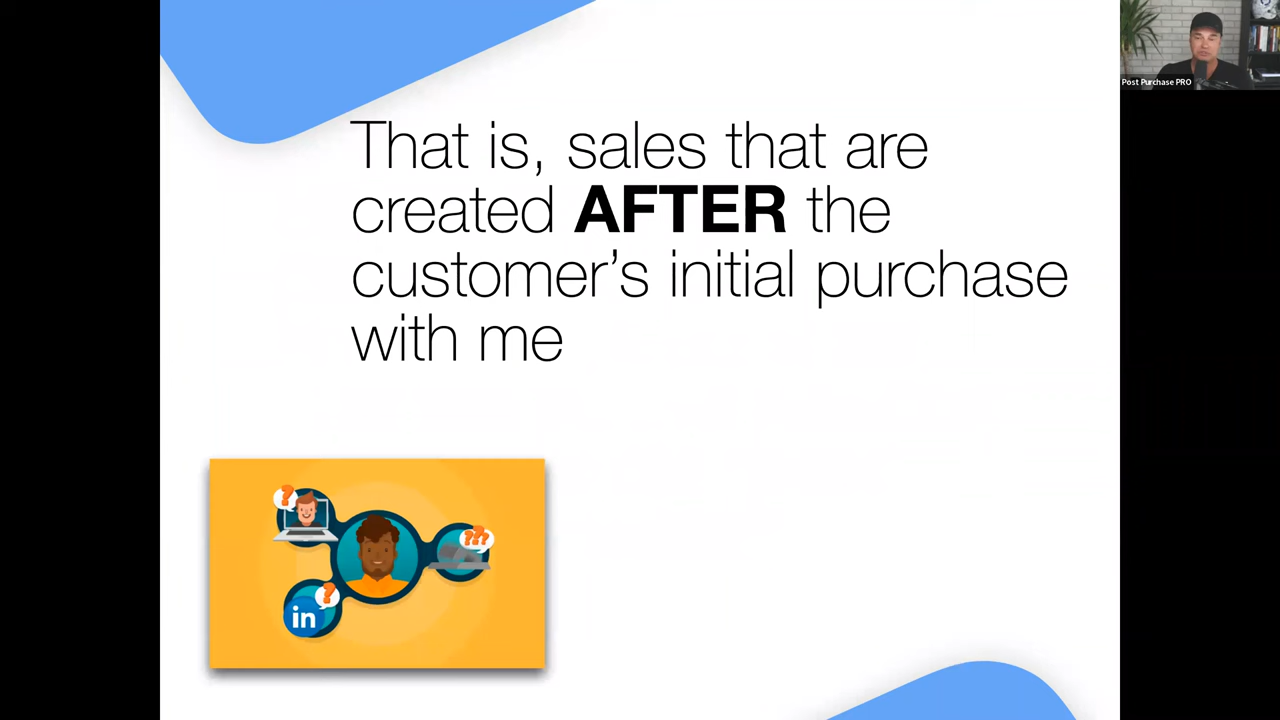 That is, sales that are
created AFTER the
customer’s initial purchase
with me
Post Purchase PRO
?
???
?
in